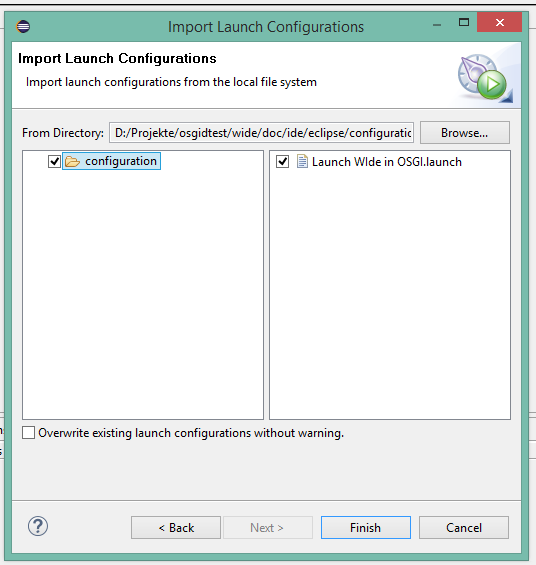 Import Launch Configurations
Import Launch Configurations
Import launch configurations from the local file system
From Directory: D:/Projekte/osgidtest/wide/doc/ide/eclipse/configuratic Browse...
configuration
Launch WIde in OSGI.launch
Overwrite existing launch configurations without warning.
? < Back Next > Finish Cancel